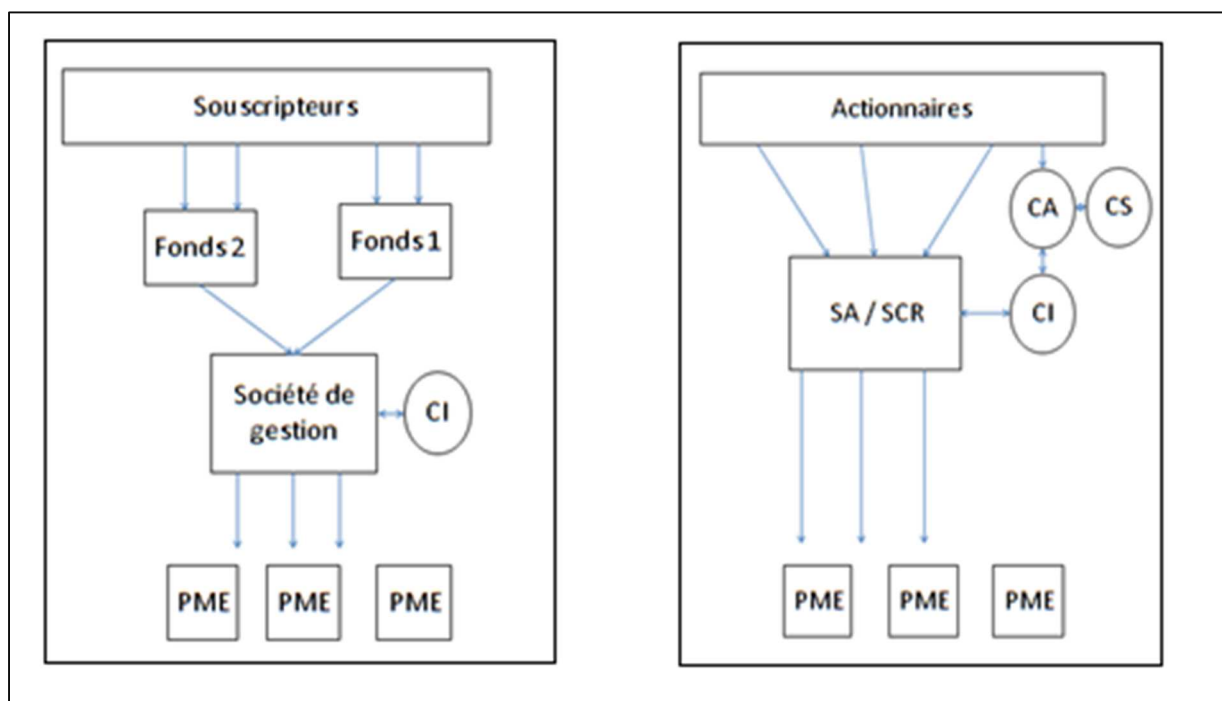 Souscripteurs
Fonds 2
Fonds 1
Société de
gestion
CI
PME
PME
PME
Actionnaires
CA
CS
SA / SCR
CI
PME
PME
PME